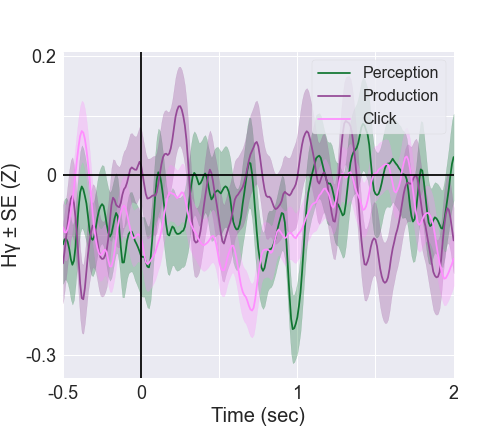 0.2
Perception
Production
Click
0
Hγ ± SE (Z)
-0.3
-0.5
0
1
2
Time (sec)